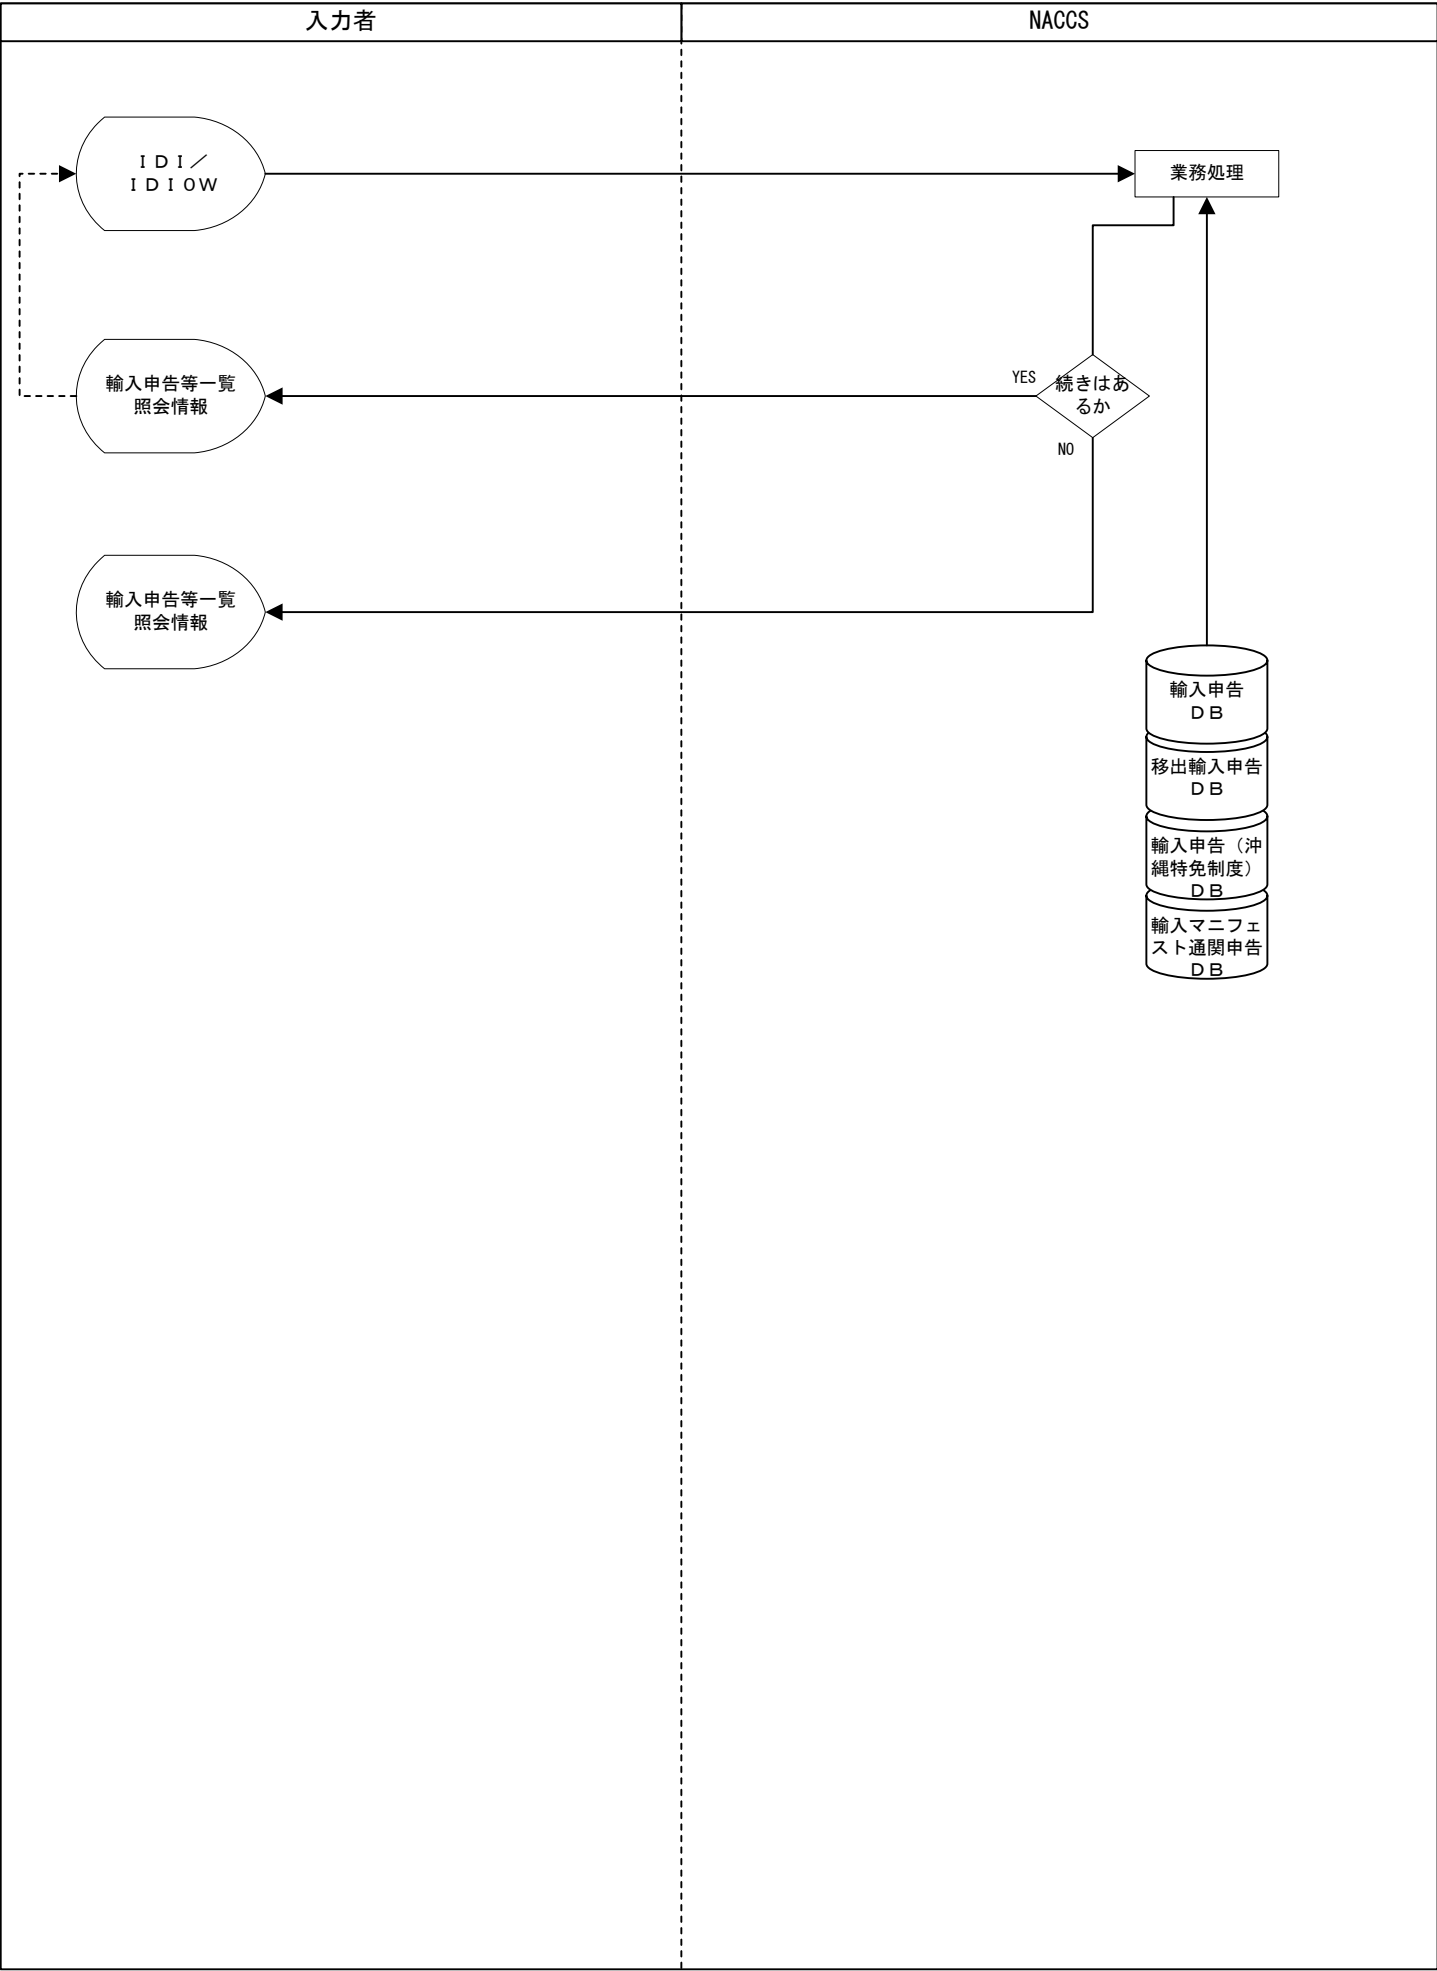 入力者
NACCS
ＩＤＩ／
ＩＤＩ０Ｗ
業務処理
輸入申告等一覧
照会情報
YES
続きはあ
るか
NO
輸入申告等一覧
照会情報
輸入申告
ＤＢ
移出輸入申告
ＤＢ
輸入申告（沖
縄特免制度）
ＤＢ
輸入マニフェ
スト通関申告
ＤＢ